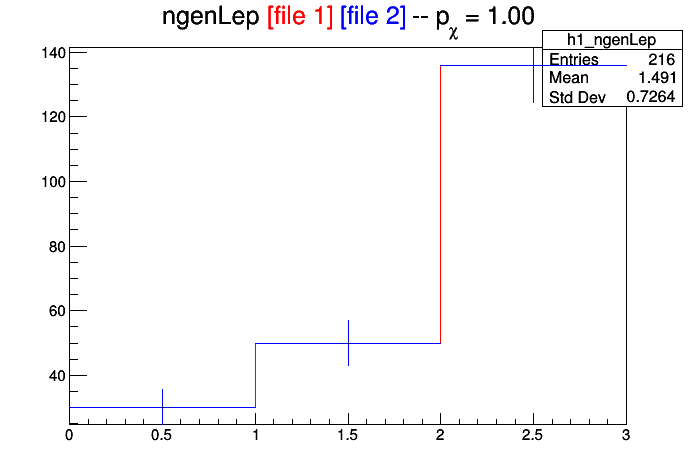 ngenLep [file 1] [file 2] -- pχ = 1.00
h1_ngenLep
Entries 216
Mean 1.491
Std Dev 0.7264
140
120
100
80
60
40
0 0.5 1 1.5 2 2.5 3